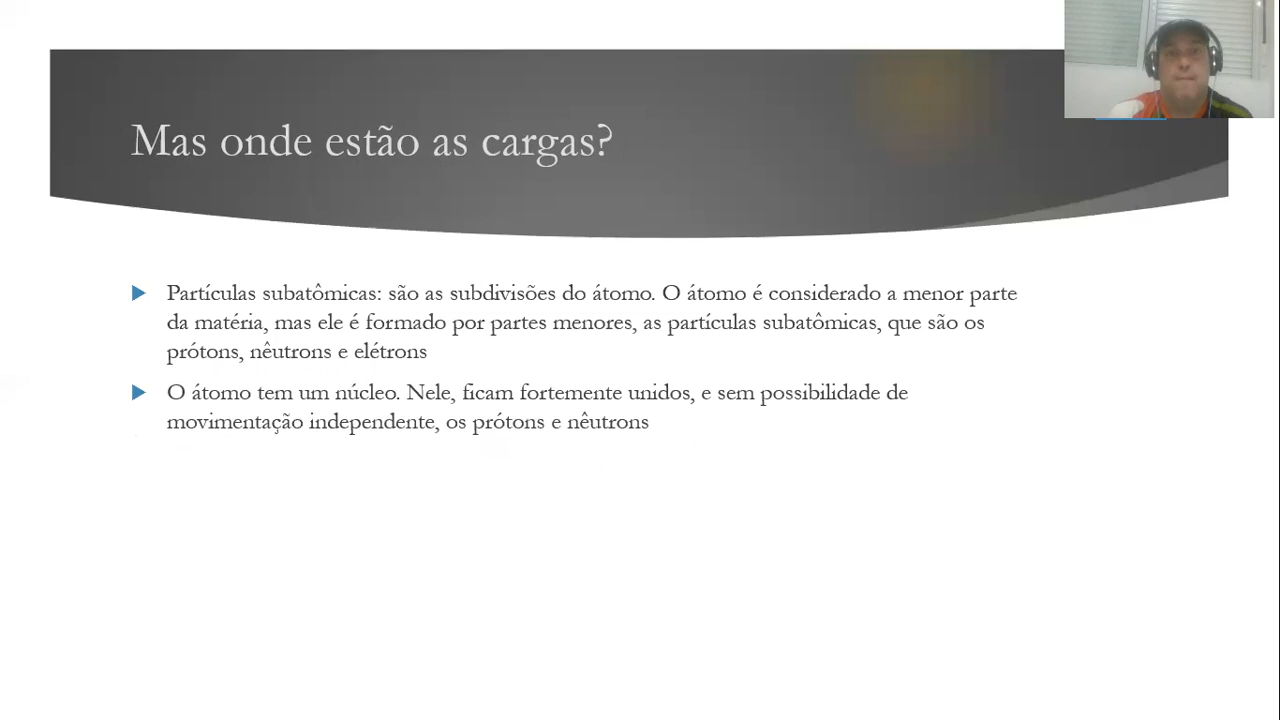 Mas onde estão as cargas?
Partículas subatômicas: são as subdivisões do átomo. O átomo é considerado a menor parte
da matéria, mas ele é formado por partes menores, as partículas subatômicas, que são os
prótons, nêutrons e elétrons
O átomo tem um núcleo. Nele, ficam fortemente unidos, e sem possibilidade de
movimentação independente, os prótons e nêutrons